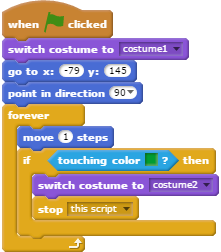 when clicked
switch costume to costume1
go to x: -79 y: 145
point in direction 90
forever
move 1 steps
if touching color ? then
switch costume to costume2
stop this script